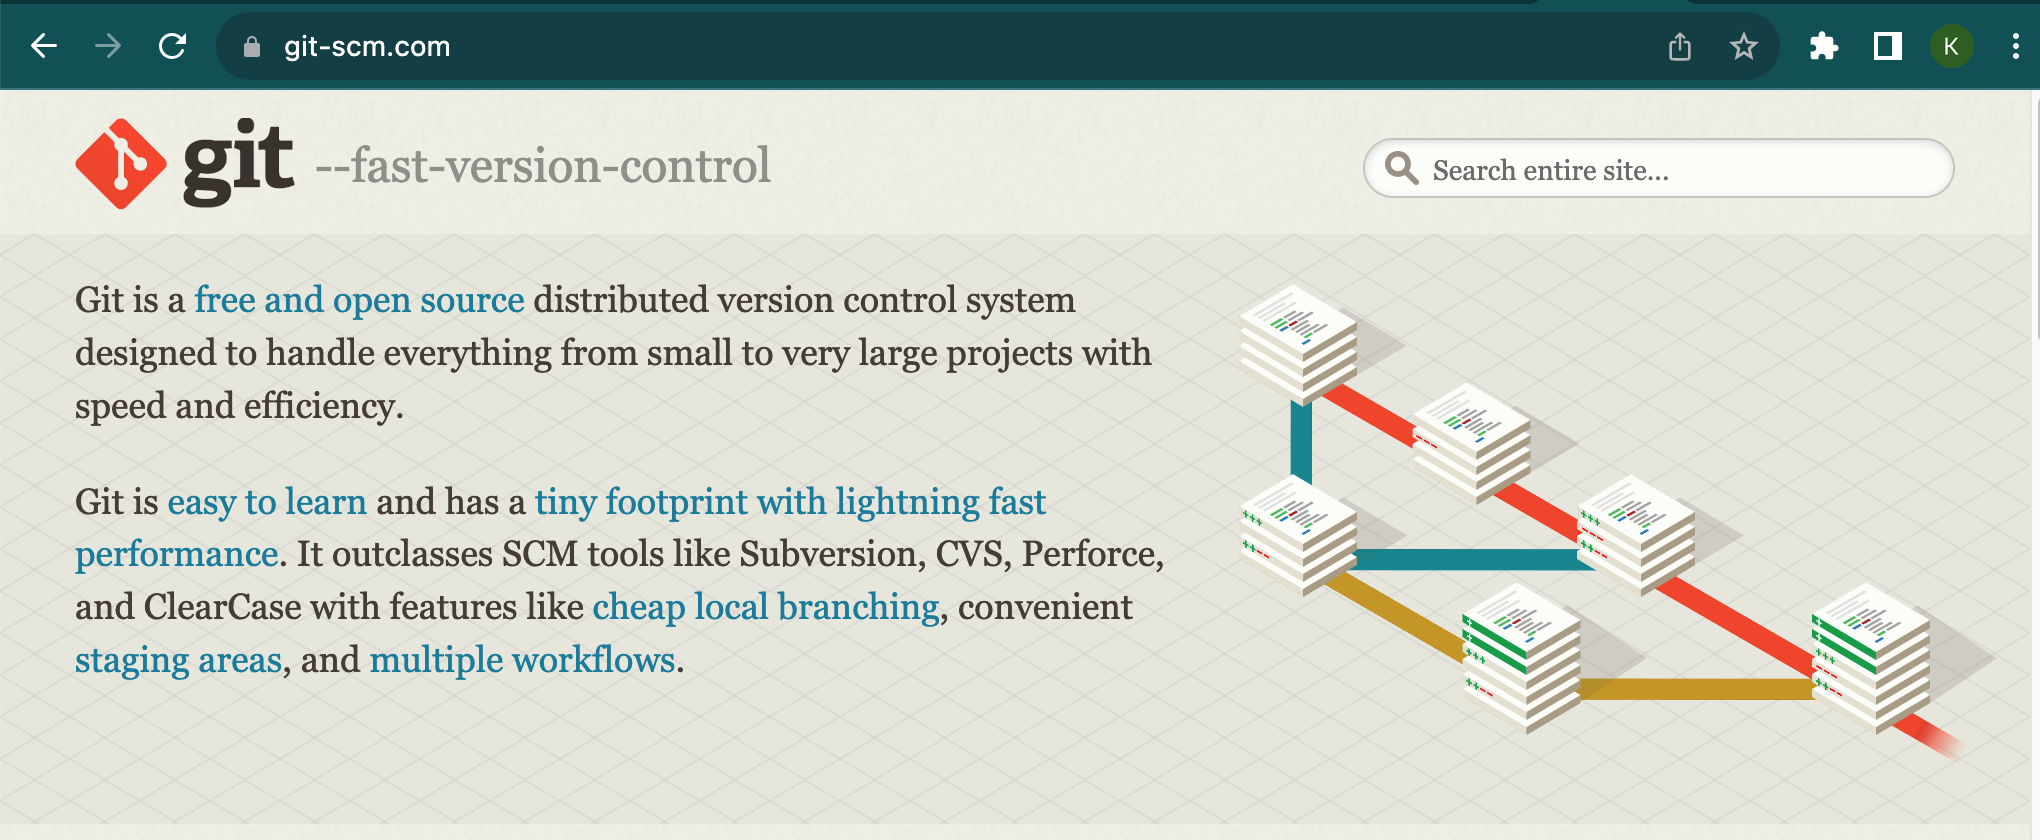 git-scm.com
K
git --fast-version-control
Search entire site...
Git is a free and open source distributed version control system
designed to handle everything from small to very large projects with
speed and efficiency.
Git is easy to learn and has a tiny footprint with lightning fast
performance. It outclasses SCM tools like Subversion, CVS, Perforce,
and ClearCase with features like cheap local branching, convenient
staging areas, and multiple workflows.